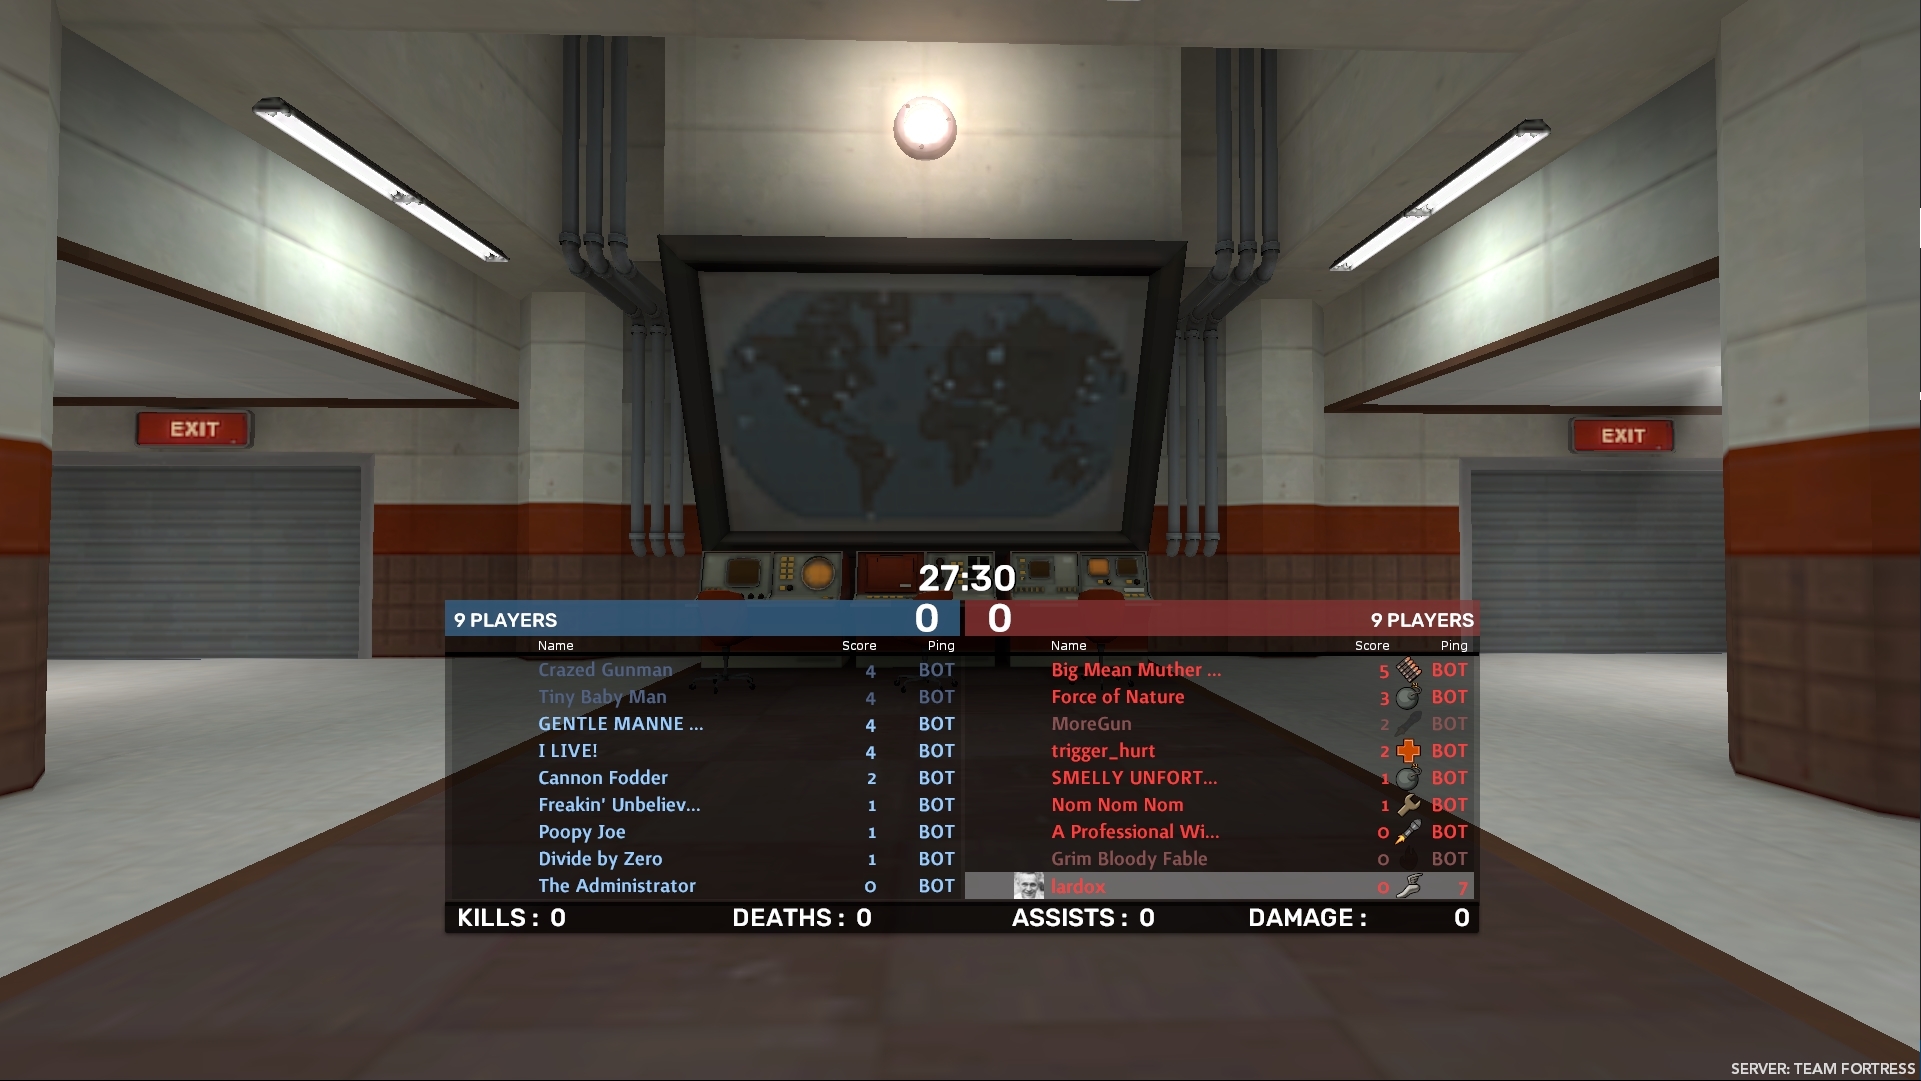 EXIT
EXIT
27:30
9 PLAYERS 0 0 9 PLAYERS
Name Score Ping Name Score Ping
Crazed Gunman 4 BOT Big Mean Muther ... 5 BOT
Tiny Baby Man 4 BOT Force of Nature 3 BOT
GENTLE MANNE ... 4 BOT MoreGun 2 BOT
I LIVE! 4 BOT trigger_hurt 2 BOT
Cannon Fodder 2 BOT SMELLY UNFORT... 1 BOT
Freakin' Unbeliev... 1 BOT Nom Nom Nom 1 BOT
Poopy Joe 1 BOT A Professional Wi... 0 BOT
Divide by Zero 1 BOT Grim Bloody Fable 0 BOT
The Administrator 0 BOT lardox 0 7
KILLS : 0 DEATHS : 0 ASSISTS : 0 DAMAGE : 0
SERVER: TEAM FORTRESS